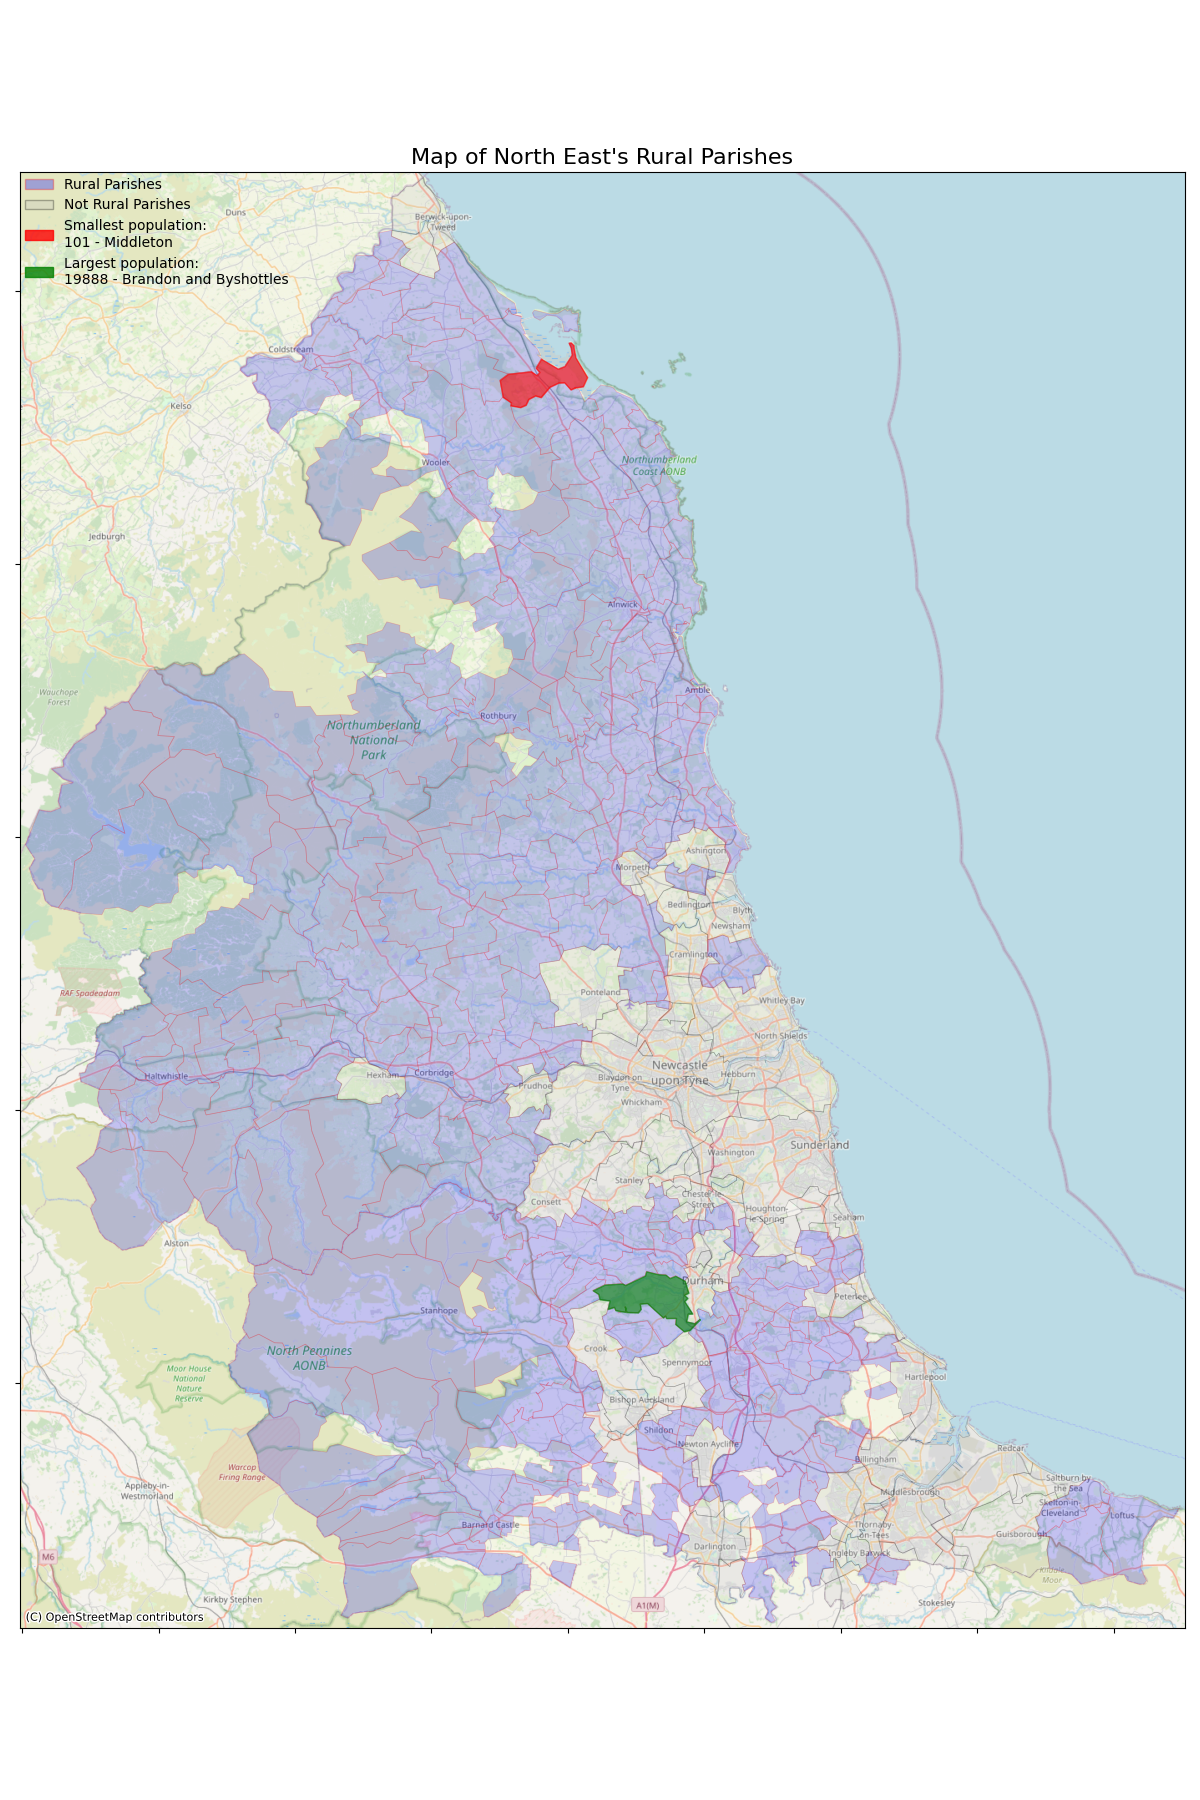 Map of North East's Rural Parishes
Rural Parishes
Not Rural Parishes
Smallest population:
101 - Middleton
Largest population:
19888 - Brandon and Byshottles
Duns
Berwick-upon-
Tweed
Coldstream
Kelso
Wooler
Northumberland
Coast AONB
Jedburgh
Alnwick
Wauchope
Forest
Amble
Rothbury
Northumberland
National
Park
Ashington
Morpeth
Bedlington
Blyth
Newsham
Cramlington
RAF Spadeadam
Ponteland
Whitley Bay
North Shields
Newcastle
upon Tyne
Haltwhistle
Hexham
Corbridge
Blaydon on
Tyne
Hebburn
Prudhoe
Whickham
Sunderland
Washington
Stanley
Consett
Chester-le
Street
Houghton-
le-Spring
Seaham
Alston
Durham
Peterlee
Stanhope
North Pennines
AONB
Crook
Spennymoor
Moor House
National
Nature
Reserve
Hartlepool
Bishop Auckland
Shildon
Newton Aycliffe
Billingham
Redcar
Warcop
Firing Range
Saltburn-by
the Sea
Appleby-in-
Westmorland
Middlesbrough
Skelton-in-
Cleveland
Loftus
Barnard Castle
Thornaby
-on-Tees
Guisborough
Darlington
Ingleby Barwick
M6
Kildale
Moor
Kirkby Stephen
A1(M)
Stokesley
(C) OpenStreetMap contributors